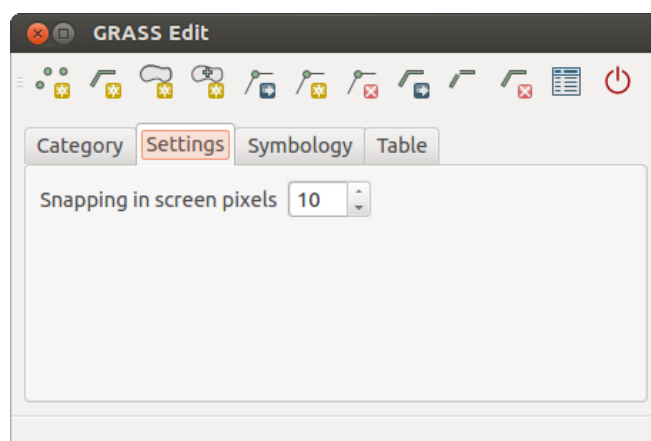 GRASS Edit
Category Settings Symbology Table
Snapping in screen pixels 10